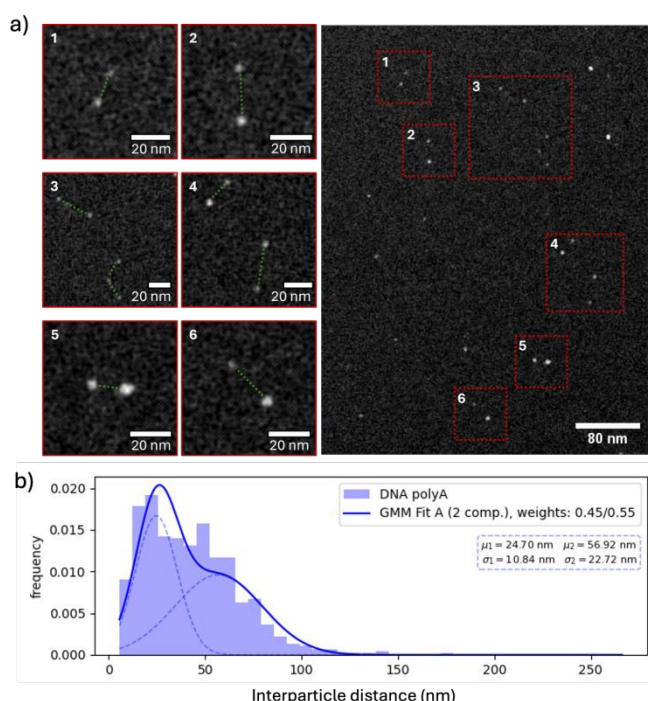 a)
1
20 nm
2
20 nm
3
20 nm
4
20 nm
5
20 nm
6
20 nm
1
2
3
4
5
6
80 nm
b)
DNA polyA
GMM Fit A (2 comp.), weights: 0.45/0.55
μ₁ = 24.70 nm μ₂ = 56.92 nm
σ₁ = 10.84 nm σ₂ = 22.72 nm
frequency
0.020
0.015
0.010
0.005
0.000
0 50 100 150 200 250
Interparticle distance (nm)